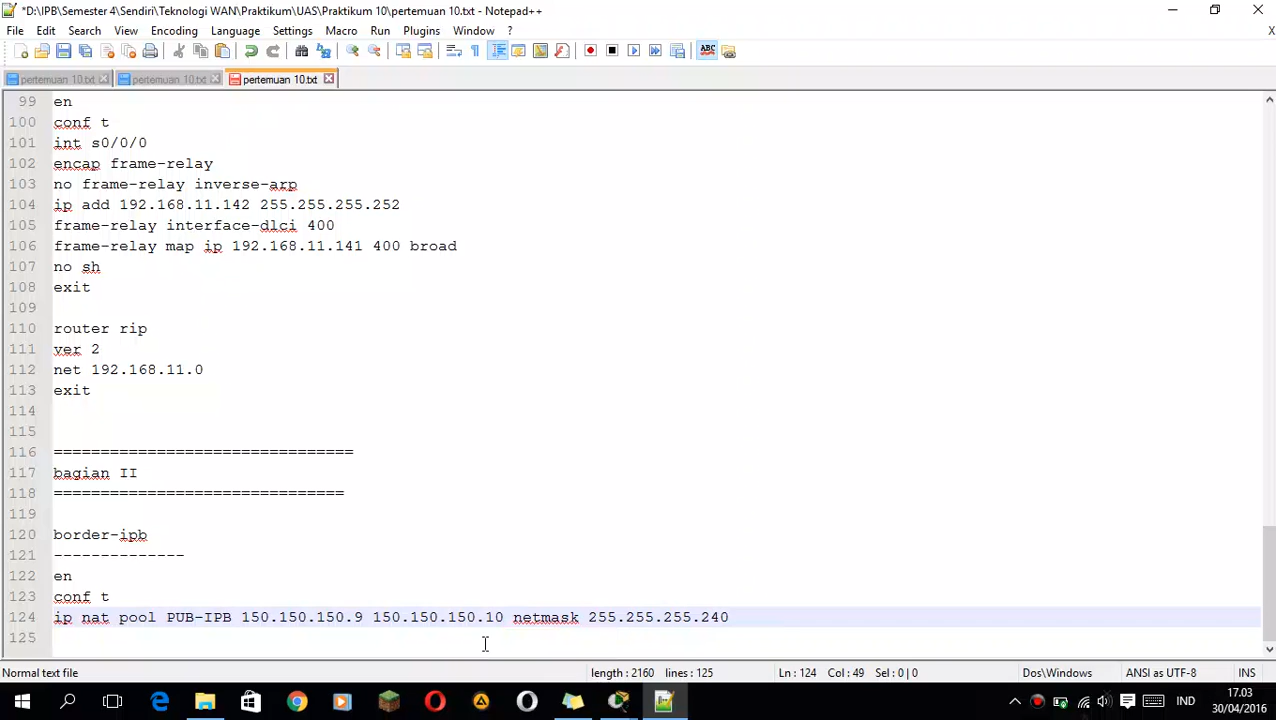 *D:\IPB\Semester 4\Sendiri\Teknologi WAN\Praktikum\UAS\Praktikum 10\pertemuan 10.txt - Notepad++
File Edit Search View Encoding Language Settings Macro Run Plugins Window ? X
ABC
pertemuan 10.txt pertemuan 10.txt pertemuan 10.txt
99 en
100 conf t
101 int s0/0/0
102 encap frame-relay
103 no frame-relay inverse-arp
104 ip add 192.168.11.142 255.255.255.252
105 frame-relay interface-dlci 400
106 frame-relay map ip 192.168.11.141 400 broad
107 no sh
108 exit
109
110 router rip
111 ver 2
112 net 192.168.11.0
113 exit
114
115
116 ================================
117 bagian II
118 ===============================
119
120 border-ipb
121 --------------
122 en
123 conf t
124 ip nat pool PUB-IPB 150.150.150.9 150.150.150.10 netmask 255.255.255.240
125
Normal text file length : 2160 lines : 125 Ln : 124 Col : 49 Sel : 0 | 0 Dos\Windows ANSI as UTF-8 INS
IND 17.03
30/04/2016